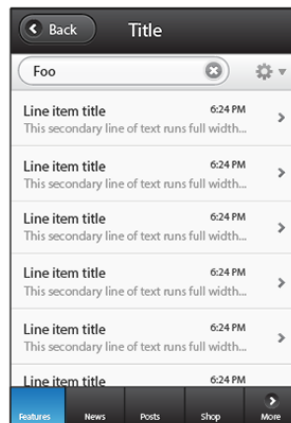 Back Title
Foo
Line item title 6:24 PM
This secondary line of text runs full width...
Line item title 6:24 PM
This secondary line of text runs full width...
Line item title 6:24 PM
This secondary line of text runs full width...
Line item title 6:24 PM
This secondary line of text runs full width...
Line item title 6:24 PM
This secondary line of text runs full width...
Line item title 6:24 PM
Features News Posts Shop More